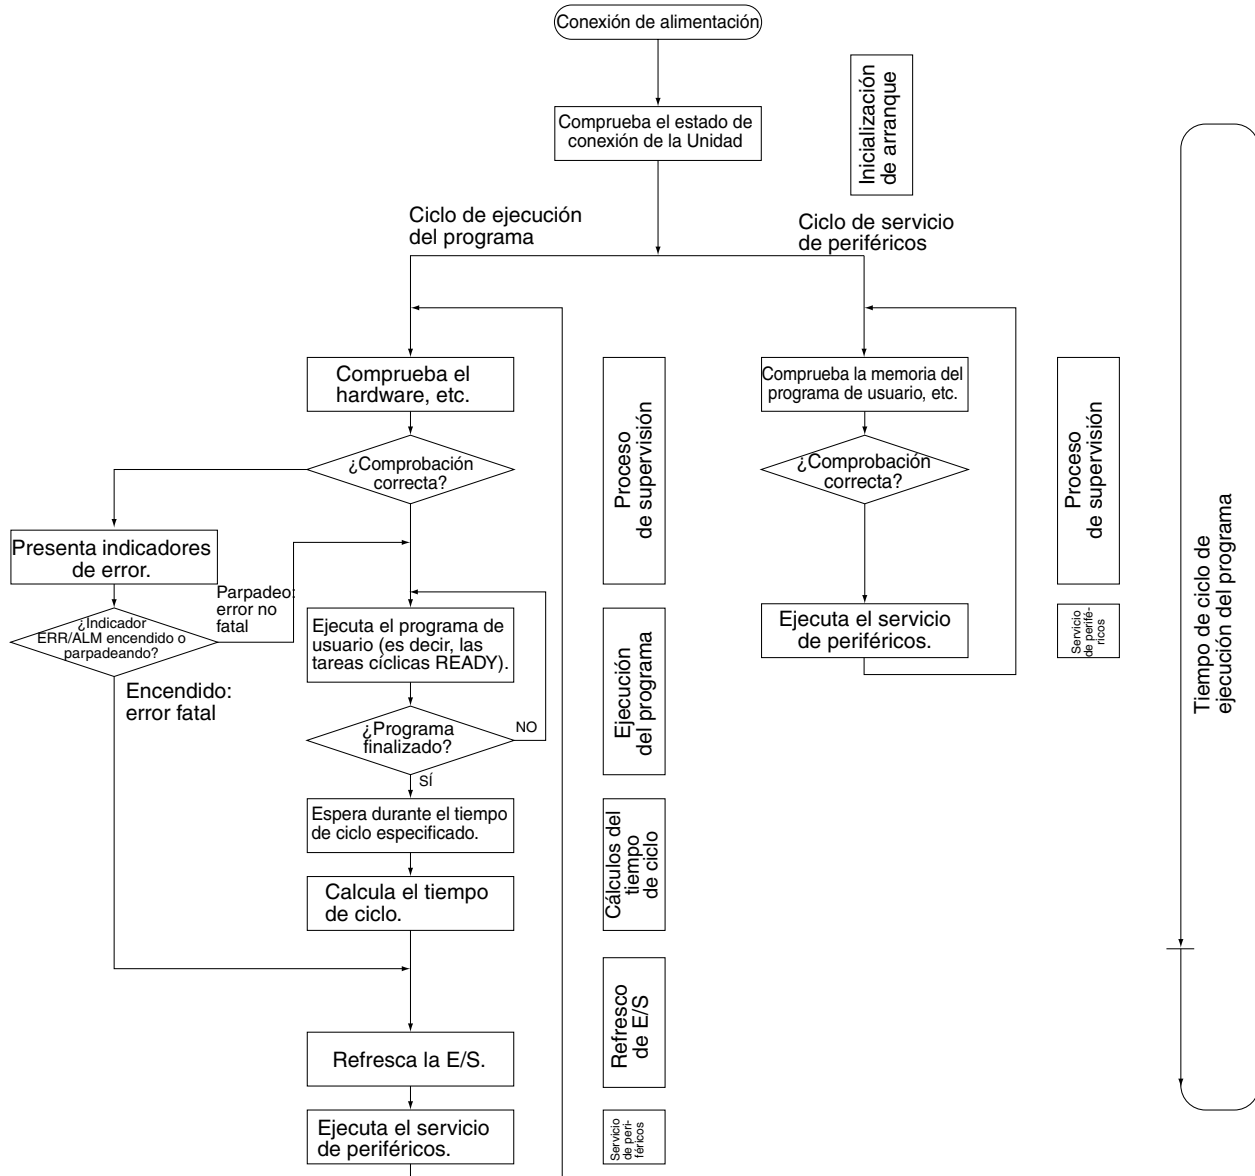 Conexión de alimentación
Inicialización
de arranque
Comprueba el estado de
conexión de la Unidad
Ciclo de ejecución
del programa
Ciclo de servicio
de periféricos
Comprueba el
hardware, etc.
Proceso
de supervisión
Comprueba la memoria del
programa de usuario, etc.
Proceso
de supervisión
¿Comprobación
correcta?
¿Comprobación
correcta?
Presenta indicadores
de error.
Parpadeo:
error no
fatal
¿Indicador
ERR/ALM encendido o
parpadeando?
Encendido:
error fatal
Ejecuta el programa de
usuario (es decir, las
tareas cíclicas READY).
Ejecución
del programa
Ejecuta el servicio
de periféricos.
Servicio
de perifé-
ricos
¿Programa
finalizado?
NO
SÍ
Espera durante el tiempo
de ciclo especificado.
Cálculos del
tiempo
de ciclo
Calcula el tiempo
de ciclo.
Refresco
de E/S
Refresca la E/S.
Ejecuta el servicio
de periféricos.
Servicio
de peri-
féricos
Tiempo de ciclo de
ejecución del programa